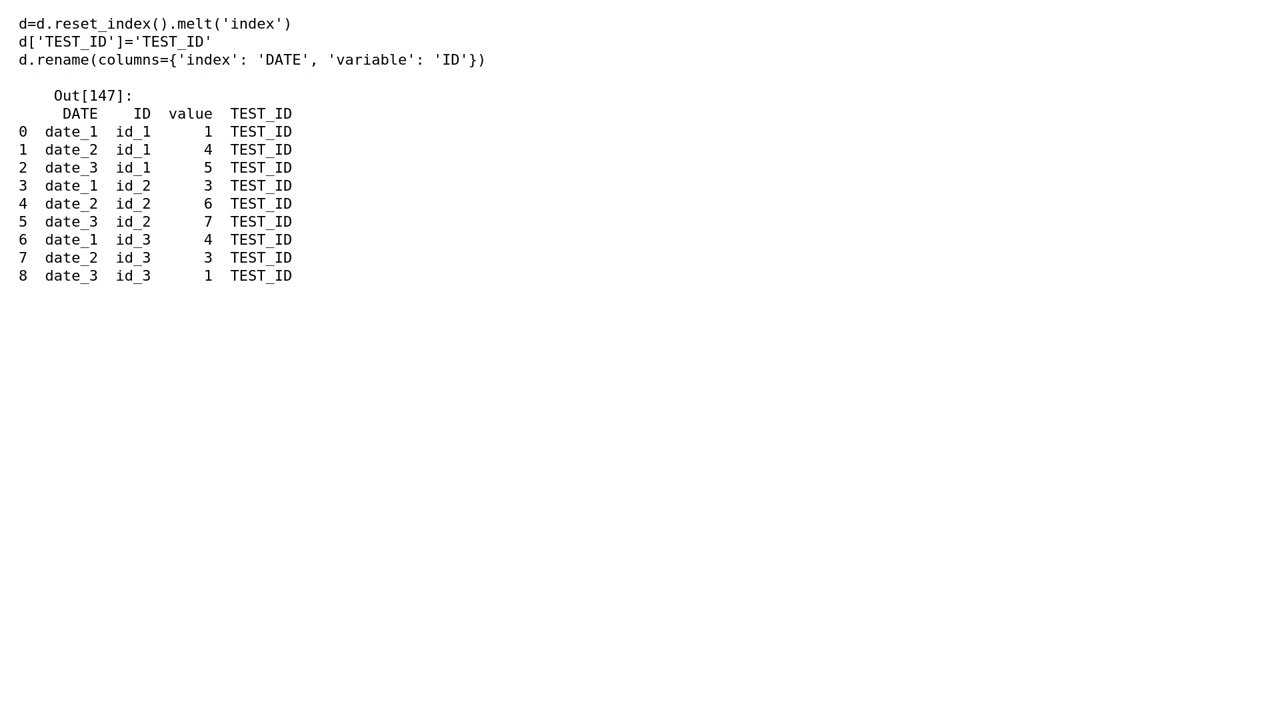 d=d.reset_index().melt('index')
d['TEST_ID']='TEST_ID'
d.rename(columns={'index': 'DATE', 'variable': 'ID'})

    Out[147]:
     DATE    ID  value  TEST_ID
0  date_1  id_1      1  TEST_ID
1  date_2  id_1      4  TEST_ID
2  date_3  id_1      5  TEST_ID
3  date_1  id_2      3  TEST_ID
4  date_2  id_2      6  TEST_ID
5  date_3  id_2      7  TEST_ID
6  date_1  id_3      4  TEST_ID
7  date_2  id_3      3  TEST_ID
8  date_3  id_3      1  TEST_ID